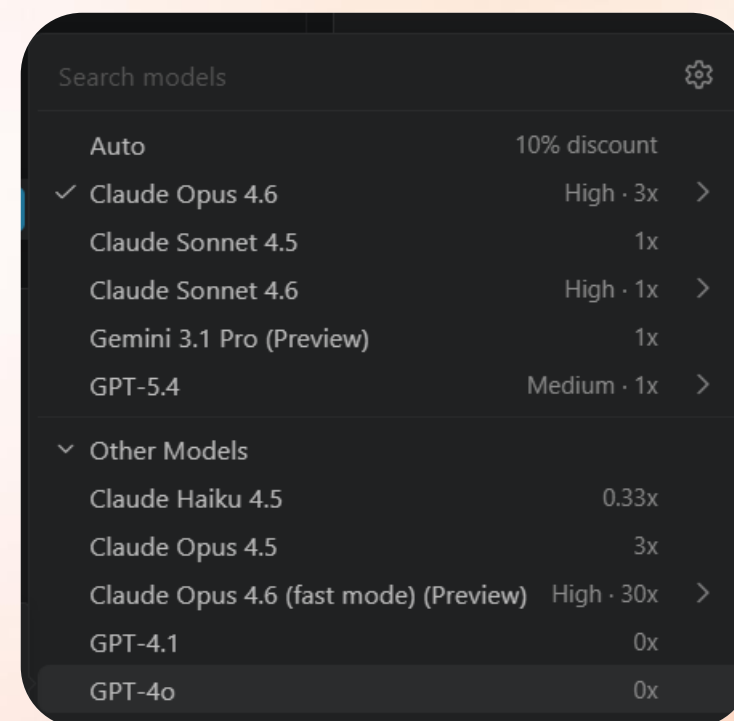 Search models
Auto 10% discount
Claude Opus 4.6 High · 3x
Claude Sonnet 4.5 1x
Claude Sonnet 4.6 High · 1x
Gemini 3.1 Pro (Preview) 1x
GPT-5.4 Medium · 1x
Other Models
Claude Haiku 4.5 0.33x
Claude Opus 4.5 3x
Claude Opus 4.6 (fast mode) (Preview) High · 30x
GPT-4.1 0x
GPT-4o 0x